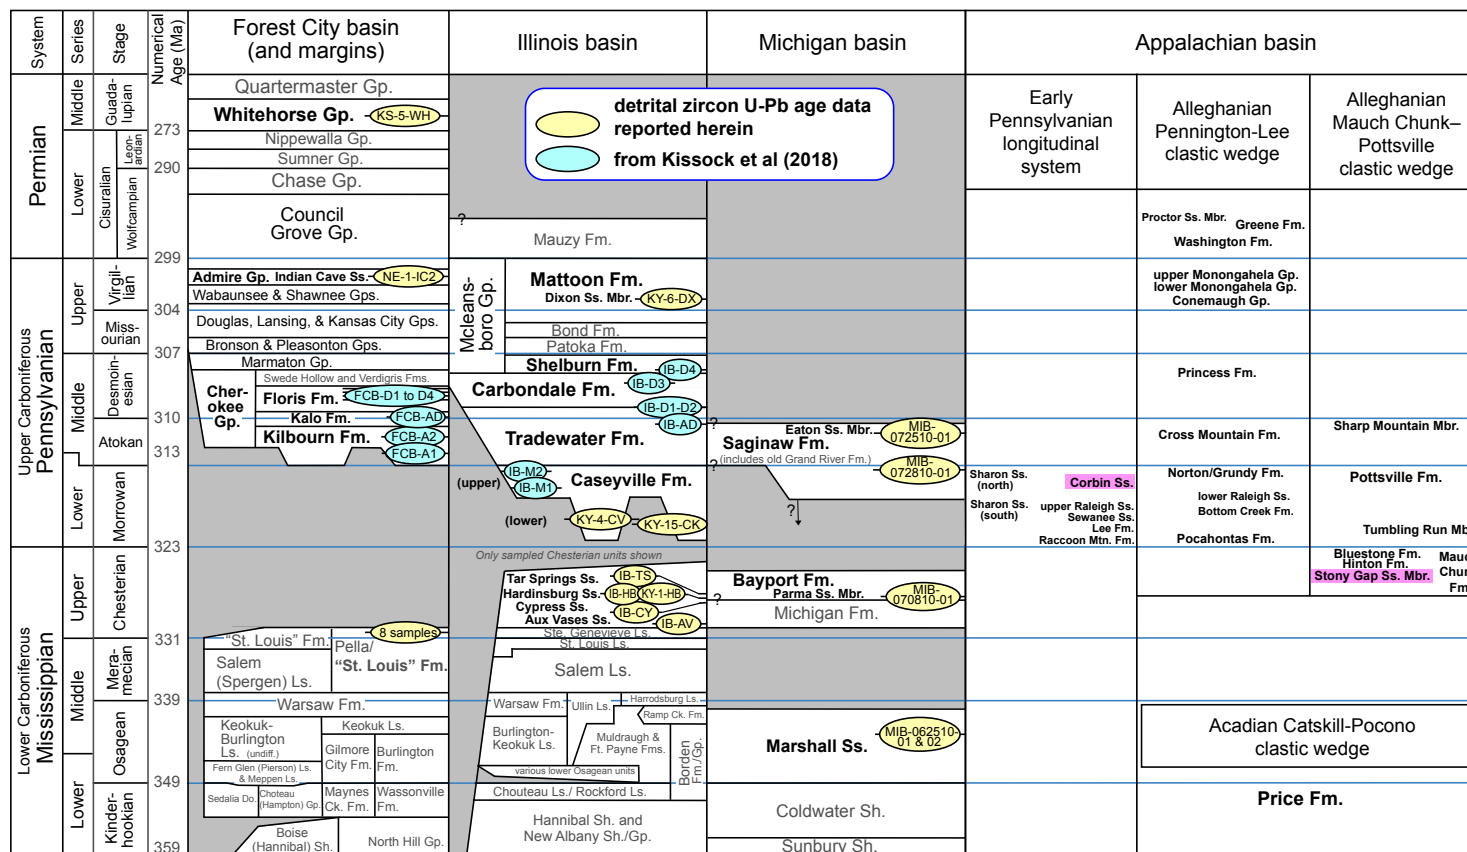 System
Series
Stage
Numerical
Age (Ma)
Forest City basin
(and margins)
Illinois basin
Michigan basin
Appalachian basin
Permian
Upper Carboniferous
Pennsylvanian
Lower Carboniferous
Mississippian
Middle
Lower
Cisuralian
Upper
Middle
Lower
Upper
Middle
Lower
Guada-
lupian
Leon-
ardian
Wolfcampian
Virgil-
lian
Miss-
ourian
Desmoin-
esian
Atokan
Morrowan
Chesterian
Mera-
mecian
Osagean
Kinder-
hookian
273
290
299
304
307
310
313
323
331
339
349
359
Quartermaster Gp.
Whitehorse Gp.
KS-5-WH
Nippewalla Gp.
Sumner Gp.
Chase Gp.
Council
Grove Gp.
Admire Gp. Indian Cave Ss.
NE-1-IC2
Wabaunsee & Shawnee Gps.
Douglas, Lansing, & Kansas City Gps.
Bronson & Pleasonton Gps.
Marmaton Gp.
Cher-
okee
Gp.
Swede Hollow and Verdigris Fms.
Floris Fm.
FCB-D1 to D4
Kalo Fm.
FCB-AD
Kilbourn Fm.
FCB-A2
FCB-A1
8 samples
"St. Louis" Fm.
Pella/
"St. Louis" Fm.
Salem
(Spergen) Ls.
Warsaw Fm.
Keokuk-
Burlington
Ls. (undiff.)
Keokuk Ls.
Gilmore
City Fm.
Burlington
Fm.
Fern Glen (Pierson) Ls.
& Meppen Ls.
Sedalia Do.
Choteau
(Hampton) Gp.
Maynes
Ck. Fm.
Wassonville
Fm.
Boise
(Hannibal) Sh.
North Hill Gp.
detrital zircon U-Pb age data
reported herein
from Kissock et al (2018)
?
Mauzy Fm.
Mcleans-
boro Gp.
Mattoon Fm.
Dixon Ss. Mbr.
KY-6-DX
Bond Fm.
Patoka Fm.
Shelburn Fm.
IB-D4
IB-D3
Carbondale Fm.
IB-D1-D2
IB-AD
Tradewater Fm.
IB-M2
IB-M1
(upper)
Caseyville Fm.
(lower)
KY-4-CV
KY-15-CK
Only sampled Chesterian units shown
Tar Springs Ss.
IB-TS
Hardinsburg Ss.
IB-HB
KY-1-HB
Cypress Ss.
IB-CY
Aux Vases Ss.
IB-AV
Ste. Genevieve Ls.
St. Louis Ls.
Salem Ls.
Warsaw Fm.
Ullin Ls.
Harrodsburg Ls.
Ramp Ck. Fm.
Burlington-
Keokuk Ls.
Muldraugh &
Ft. Payne Fms.
Borden
Fm./Gp.
various lower Osagean units
Chouteau Ls./ Rockford Ls.
Hannibal Sh. and
New Albany Sh./Gp.
?
Eaton Ss. Mbr.
MIB-
072510-01
Saginaw Fm.
(includes old Grand River Fm.)
?
MIB-
072810-01
?
Bayport Fm.
Parma Ss. Mbr.
MIB-
070810-01
?
Michigan Fm.
Marshall Ss.
MIB-062510-
01 & 02
Coldwater Sh.
Sunbury Sh.
Early
Pennsylvanian
longitudinal
system
Sharon Ss.
(north)
Corbin Ss.
Sharon Ss.
(south)
upper Raleigh Ss.
Sewanee Ss.
Lee Fm.
Raccoon Mtn. Fm.
Alleghanian
Pennington-Lee
clastic wedge
Proctor Ss. Mbr.
Greene Fm.
Washington Fm.
upper Monongahela Gp.
lower Monongahela Gp.
Conemaugh Gp.
Princess Fm.
Cross Mountain Fm.
Norton/Grundy Fm.
lower Raleigh Ss.
Bottom Creek Fm.
Pocahontas Fm.
Alleghanian
Mauch Chunk–
Pottsville
clastic wedge
Sharp Mountain Mbr.
Pottsville Fm.
Tumbling Run Mb
Bluestone Fm.
Hinton Fm.
Stony Gap Ss. Mbr.
Mauc
Chun
Fm
Acadian Catskill-Pocono
clastic wedge
Price Fm.